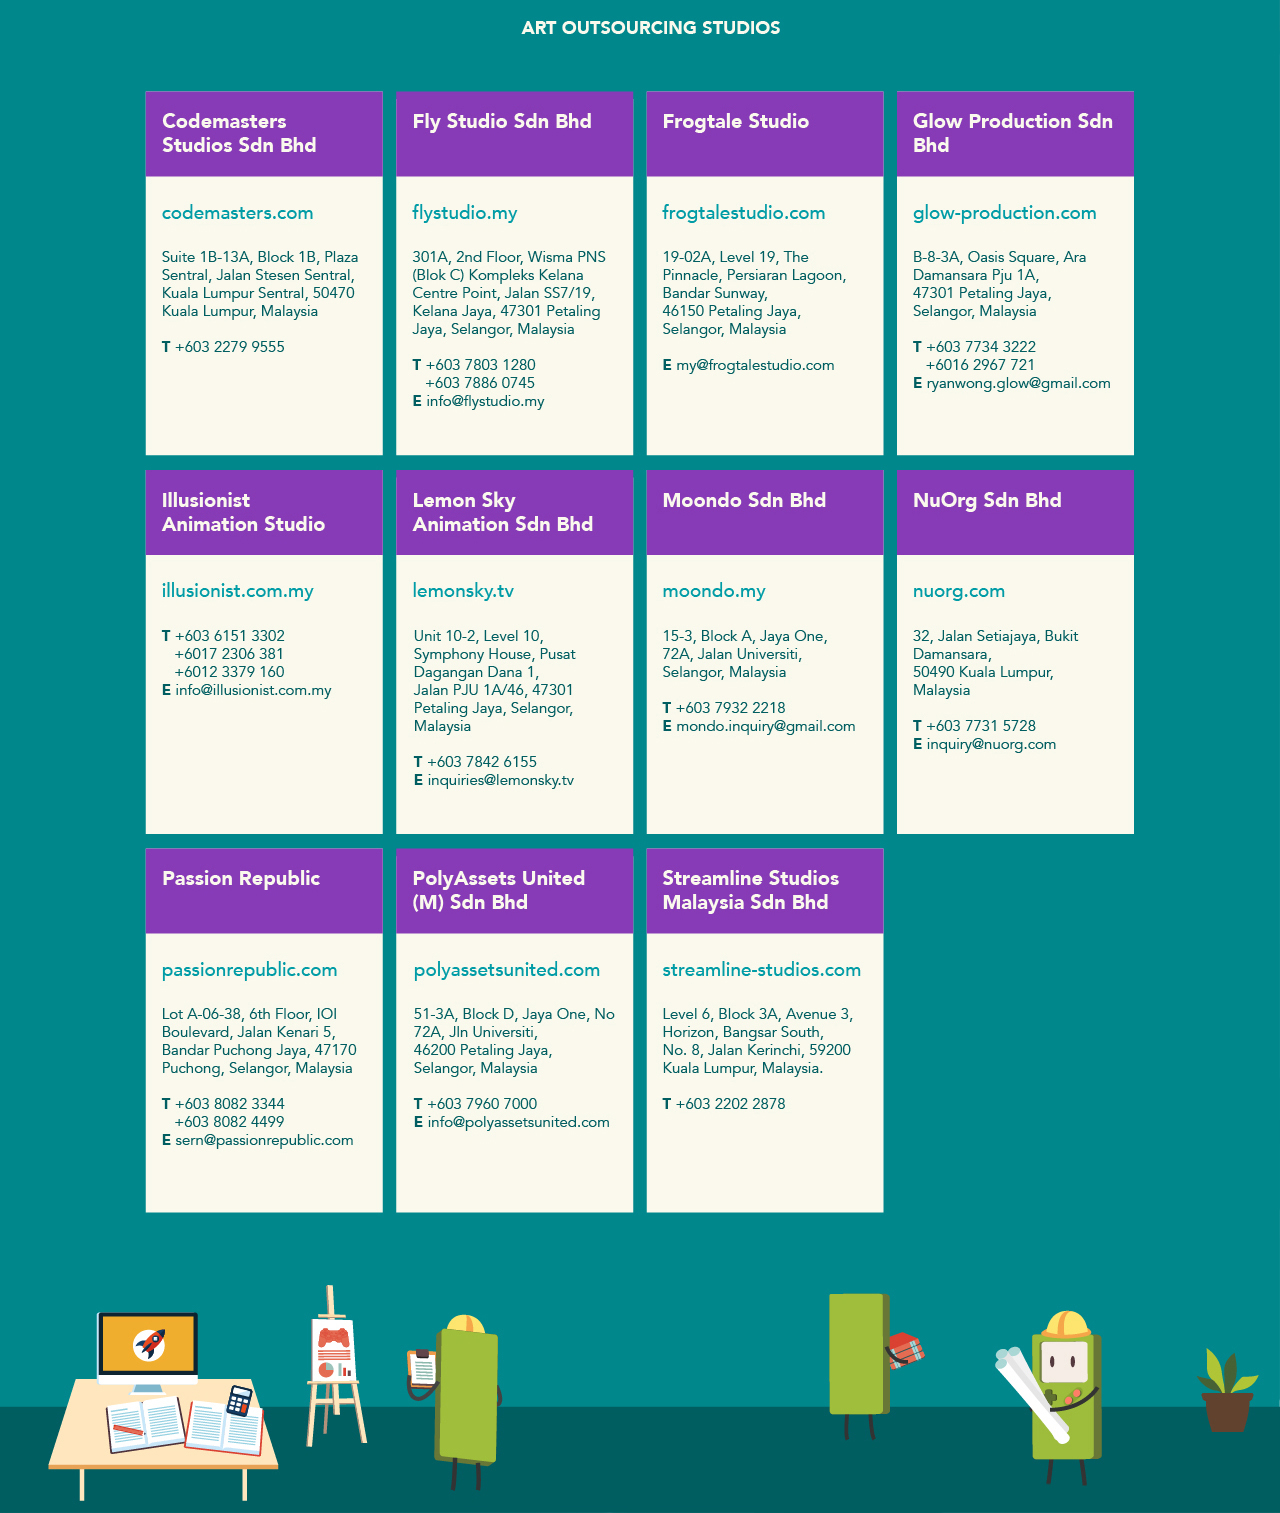 ART OUTSOURCING STUDIOS
Codemasters
Studios Sdn Bhd
codemasters.com
Suite 1B-13A, Block 1B, Plaza
Sentral, Jalan Stesen Sentral,
Kuala Lumpur Sentral, 50470
Kuala Lumpur, Malaysia
T +603 2279 9555
Fly Studio Sdn Bhd
flystudio.my
301A, 2nd Floor, Wisma PNS
(Blok C) Kompleks Kelana
Centre Point, Jalan SS7/19,
Kelana Jaya, 47301 Petaling
Jaya, Selangor, Malaysia
T +603 7803 1280
+603 7886 0745
E info@flystudio.my
Frogtale Studio
frogtalestudio.com
19-02A, Level 19, The
Pinnacle, Persiaran Lagoon,
Bandar Sunway,
46150 Petaling Jaya,
Selangor, Malaysia
E my@frogtalestudio.com
Glow Production Sdn
Bhd
glow-production.com
B-8-3A, Oasis Square, Ara
Damansara Pju 1A,
47301 Petaling Jaya,
Selangor, Malaysia
T +603 7734 3222
+6016 2967 721
E ryanwong.glow@gmail.com
Illusionist
Animation Studio
illusionist.com.my
T +603 6151 3302
+6017 2306 381
+6012 3379 160
E info@illusionist.com.my
Lemon Sky
Animation Sdn Bhd
lemonsky.tv
Unit 10-2, Level 10,
Symphony House, Pusat
Dagangan Dana 1,
Jalan PJU 1A/46, 47301
Petaling Jaya, Selangor,
Malaysia
T +603 7842 6155
E inquiries@lemonsky.tv
Moondo Sdn Bhd
moondo.my
15-3, Block A, Jaya One,
72A, Jalan Universiti,
Selangor, Malaysia
T +603 7932 2218
E mondo.inquiry@gmail.com
NuOrg Sdn Bhd
nuorg.com
32, Jalan Setiajaya, Bukit
Damansara,
50490 Kuala Lumpur,
Malaysia
T +603 7731 5728
E inquiry@nuorg.com
Passion Republic
passionrepublic.com
Lot A-06-38, 6th Floor, IOI
Boulevard, Jalan Kenari 5,
Bandar Puchong Jaya, 47170
Puchong, Selangor, Malaysia
T +603 8082 3344
+603 8082 4499
E sern@passionrepublic.com
PolyAssets United
(M) Sdn Bhd
polyassetsunited.com
51-3A, Block D, Jaya One, No
72A, Jln Universiti,
46200 Petaling Jaya,
Selangor, Malaysia
T +603 7960 7000
E info@polyassetsunited.com
Streamline Studios
Malaysia Sdn Bhd
streamline-studios.com
Level 6, Block 3A, Avenue 3,
Horizon, Bangsar South,
No. 8, Jalan Kerinchi, 59200
Kuala Lumpur, Malaysia.
T +603 2202 2878